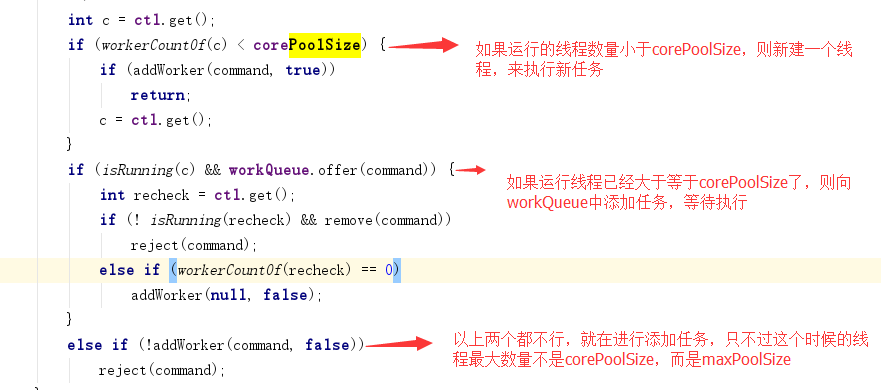 int c = ctl.get();
if (workerCountOf(c) < corePoolSize) {
如果运行的线程数量小于corePoolSize，则新建一个线
程，来执行新任务
if (addWorker(command, true))
return;
c = ctl.get();
}
if (isRunning(c) && workQueue.offer(command)) {
如果运行线程已经大于等于corePoolSize了，则向
workQueue中添加任务，等待执行
int recheck = ctl.get();
if (! isRunning(recheck) && remove(command))
reject(command);
else if (workerCountOf(recheck) == 0)
addWorker(null, false);
}
else if (!addWorker(command, false))
以上两个都不行，就在进行添加任务，只不过这个时候的线
程最大数量不是corePoolSize，而是maxPoolSize
reject(command);